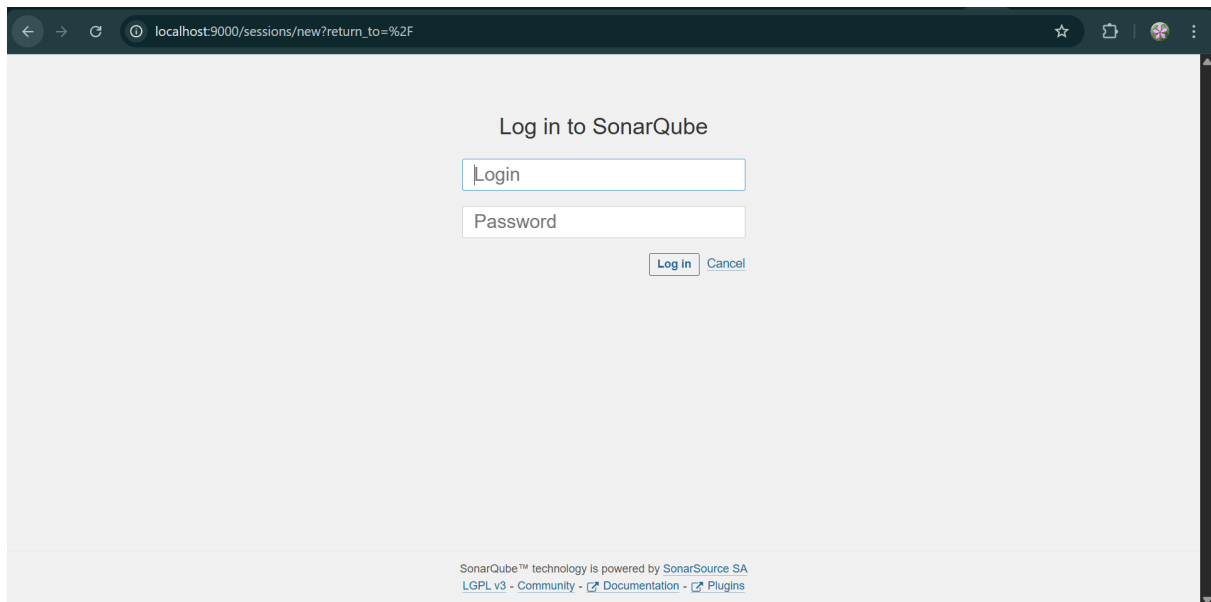 localhost:9000/sessions/new?return_to=%2F
Log in to SonarQube
Login
Password
Log in Cancel
SonarQube™ technology is powered by SonarSource SA
LGPL v3 - Community - Documentation - Plugins